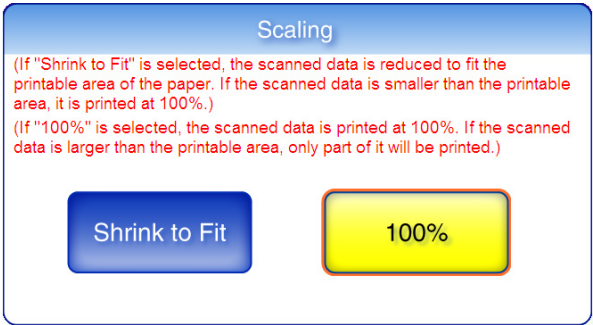 Scaling
(If "Shrink to Fit" is selected, the scanned data is reduced to fit the
printable area of the paper. If the scanned data is smaller than the printable
area, it is printed at 100%.)
(If "100%" is selected, the scanned data is printed at 100%. If the scanned
data is larger than the printable area, only part of it will be printed.)
Shrink to Fit
100%